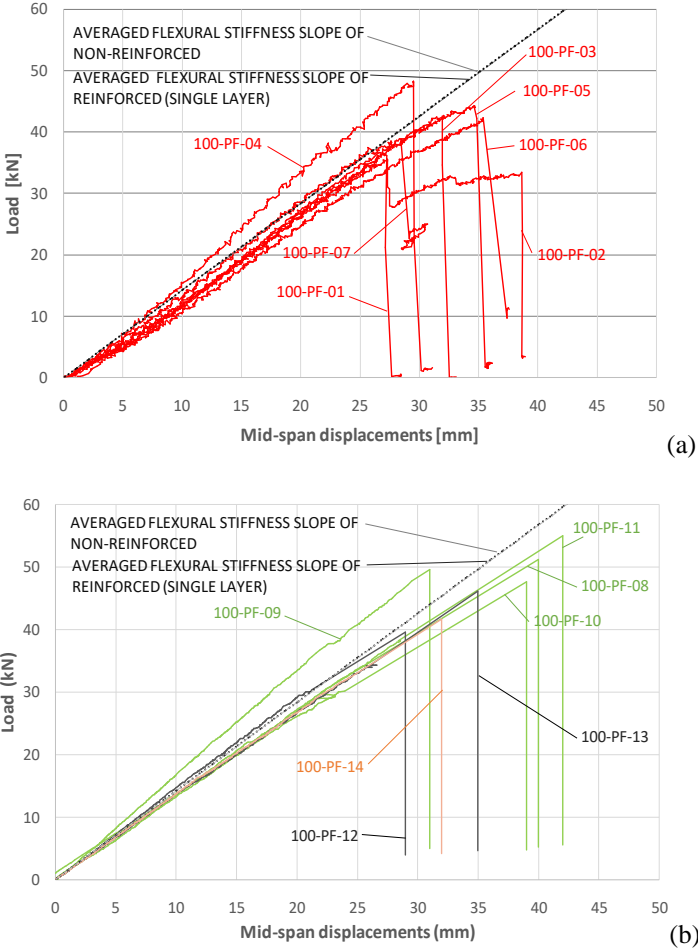 60
AVERAGED FLEXURAL STIFFNESS SLOPE OF
NON-REINFORCED
AVERAGED FLEXURAL STIFFNESS SLOPE OF
REINFORCED (SINGLE LAYER)
100-PF-03
100-PF-05
100-PF-04
100-PF-06
100-PF-07
100-PF-02
100-PF-01
50
40
30
20
10
0
Load [kN]
0 5 10 15 20 25 30 35 40 45 50
Mid-span displacements [mm]
(a)
60
AVERAGED FLEXURAL STIFFNESS SLOPE OF
NON-REINFORCED
AVERAGED FLEXURAL STIFFNESS SLOPE OF
REINFORCED (SINGLE LAYER)
100-PF-11
100-PF-08
100-PF-09
100-PF-10
100-PF-13
100-PF-14
100-PF-12
50
40
30
20
10
0
Load (kN)
0 5 10 15 20 25 30 35 40 45 50
Mid-span displacements (mm)
(b)